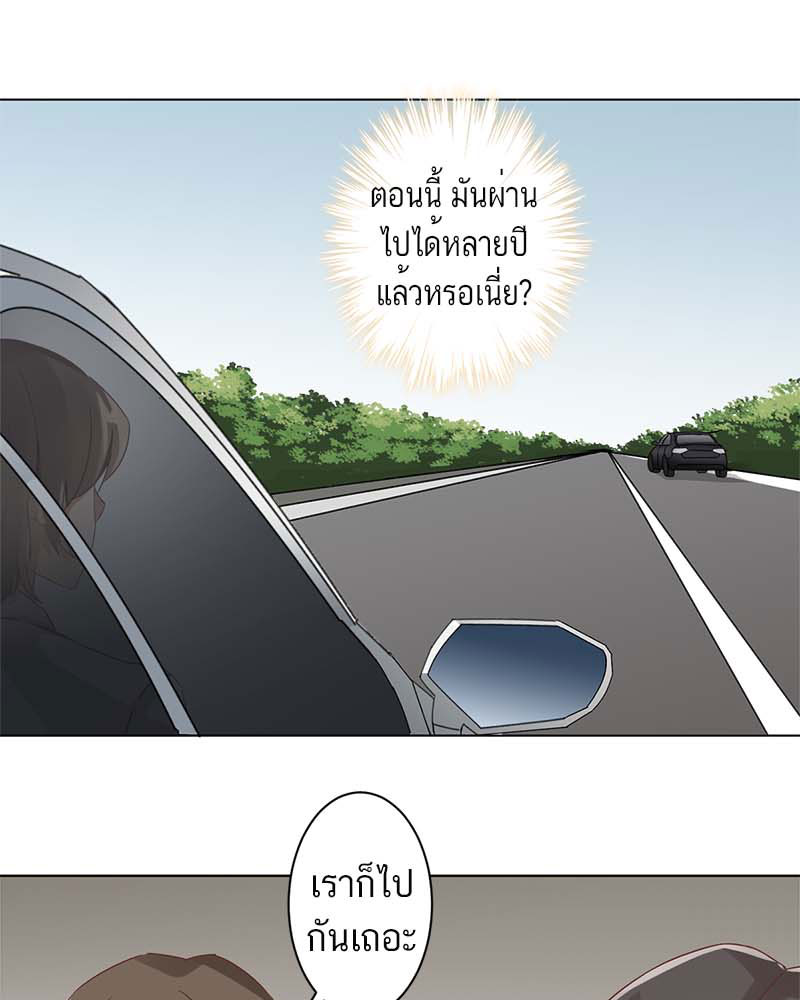 ตอนนี้ มันผ่าน
ไปได้หลายปี
แล้วหรอเนี่ย?
เราก็ไป
กันเถอะ